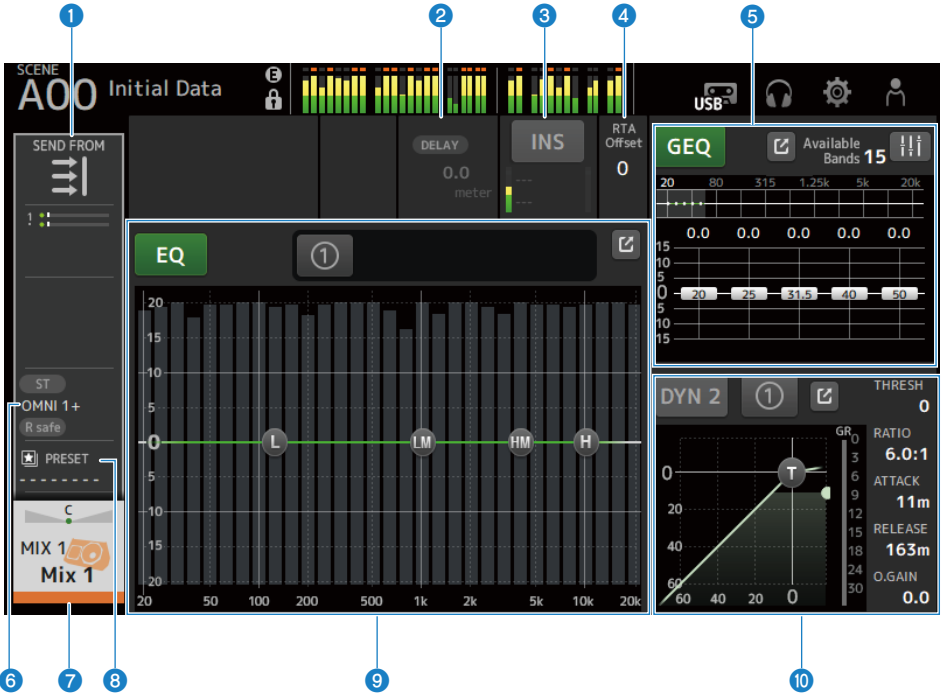 1 2 3 4 5
SCENE
A00 Initial Data E
USB
SEND FROM
1
DELAY
0.0
meter
INS
---
---
RTA
Offset
0
GEQ
Available
Bands 15
20 80 315 1.25k 5k 20k
0.0 0.0 0.0 0.0 0.0
15
10
5
0
5
10
15
20 25 31.5 40 50
EQ
1
20
15
10
5
0
5
10
15
20
L LM HM H
20 50 100 200 500 1k 2k 5k 10k 20k
ST
OMNI 1+
R safe
PRESET
--------
C
MIX 1
Mix 1
DYN 2
1
THRESH
0
RATIO
6.0:1
ATTACK
11m
RELEASE
163m
O.GAIN
0.0
GR
0
3
6
9
12
15
18
24
30
T
0
20
40
60
60 40 20 0
6 7 8 9 10